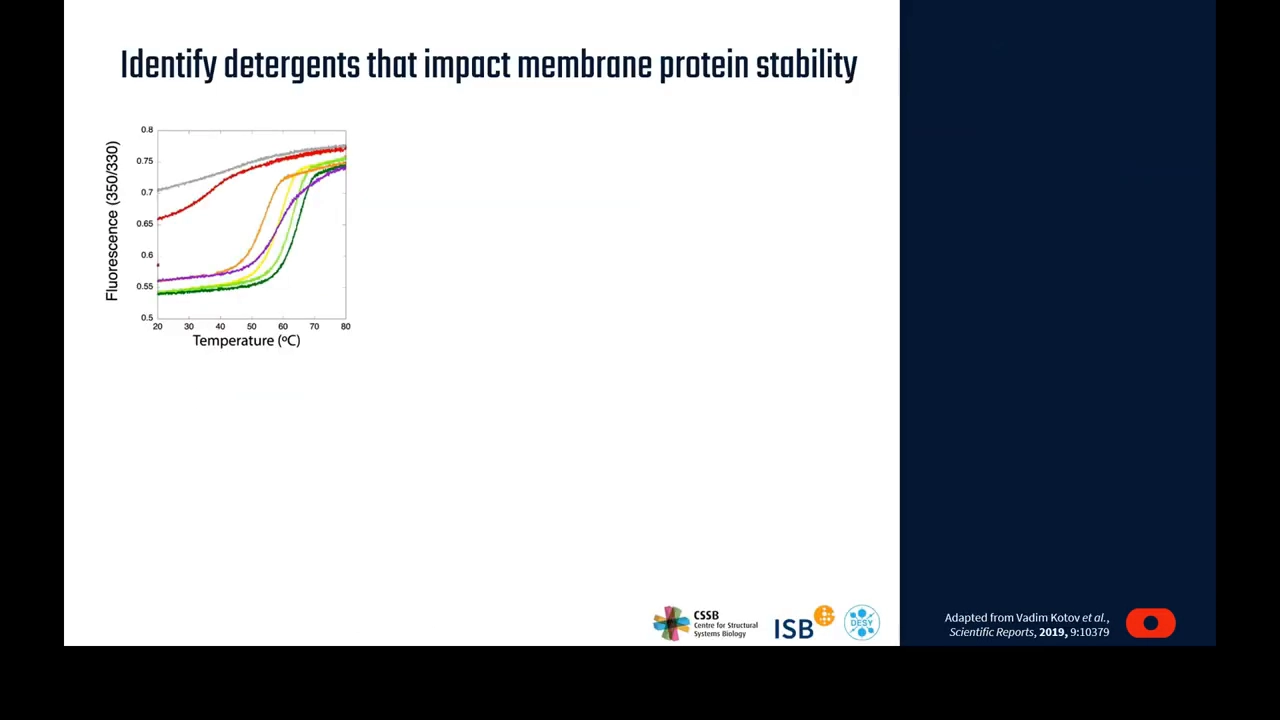 Identify detergents that impact membrane protein stability
Fluorescence (350/330)
0.8
0.75
0.7
0.65
0.6
0.55
0.5
20 30 40 50 60 70 80
Temperature (ºC)
CSSB
Centre for Structural
Systems Biology
ISB
DESY
Adapted from Vadim Kotov et al.,
Scientific Reports, 2019, 9:10379